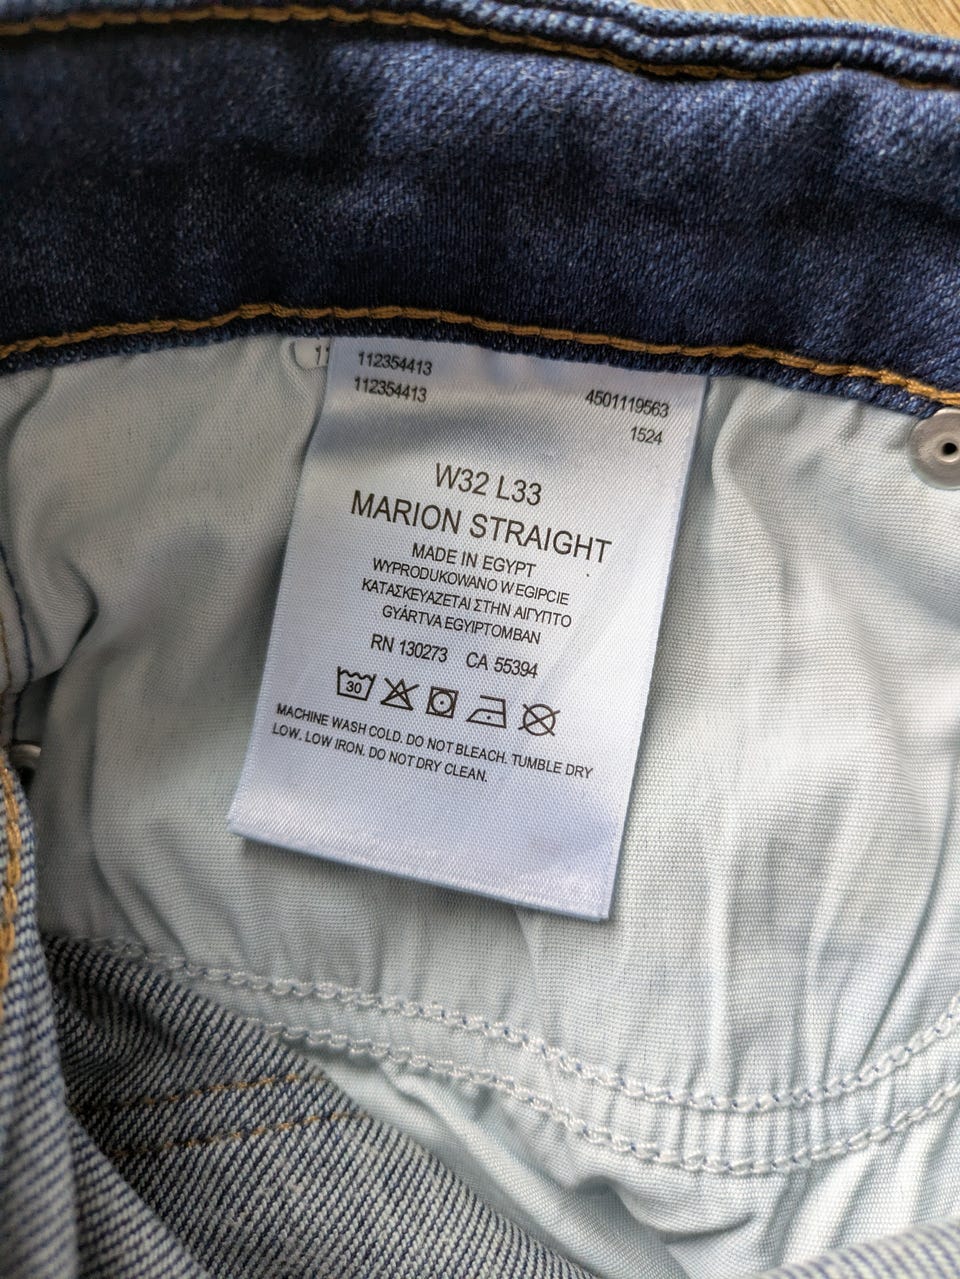 112354413
112354413
4501119563
1524
W32 L33
MARION STRAIGHT
MADE IN EGYPT
WYPRODUKOWANO W EGIPCIE
ΚΑΤΑΣΚΕΥΑΖΕΤΑΙ ΣΤΗΝ ΑΙΓΥΠΤΟ
GYÁRTVA EGYIPTOMBAN
RN 130273 CA 55394
30
MACHINE WASH COLD. DO NOT BLEACH. TUMBLE DRY
LOW. LOW IRON. DO NOT DRY CLEAN.